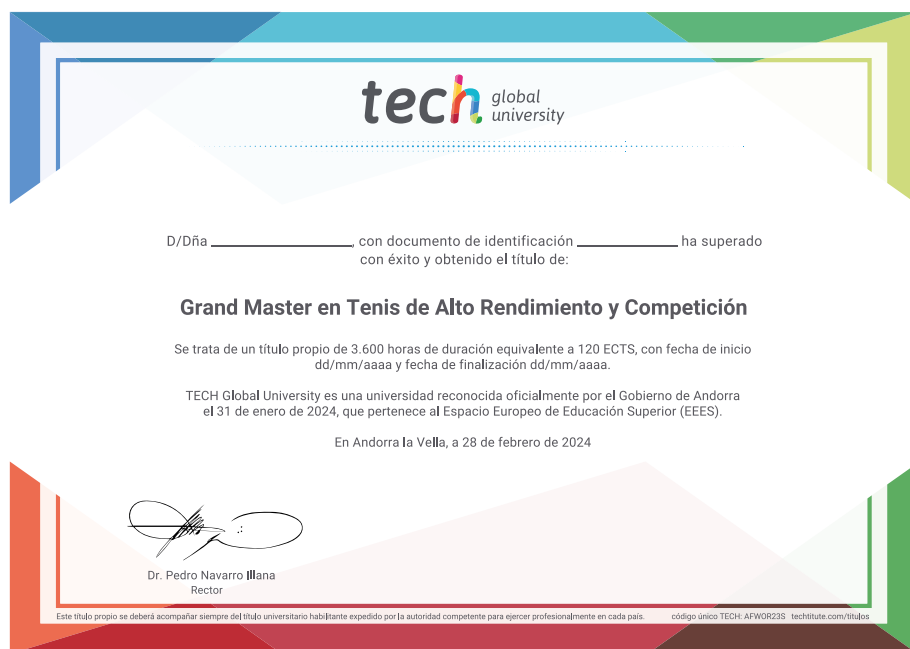 tech global university
D/Dña ______________, con documento de identificación __________ ha superado
con éxito y obtenido el título de:
Grand Master en Tenis de Alto Rendimiento y Competición
Se trata de un título propio de 3.600 horas de duración equivalente a 120 ECTS, con fecha de inicio
dd/mm/aaaa y fecha de finalización dd/mm/aaaa.
TECH Global University es una universidad reconocida oficialmente por el Gobierno de Andorra
el 31 de enero de 2024, que pertenece al Espacio Europeo de Educación Superior (EEES).
En Andorra la Vella, a 28 de febrero de 2024
Dr. Pedro Navarro Illana
Rector
Este título propio se deberá acompañar siempre del título universitario habilitante expedido por la autoridad competente para ejercer profesionalmente en cada país. código único TECH: AFWOR23S techtitute.com/titulos